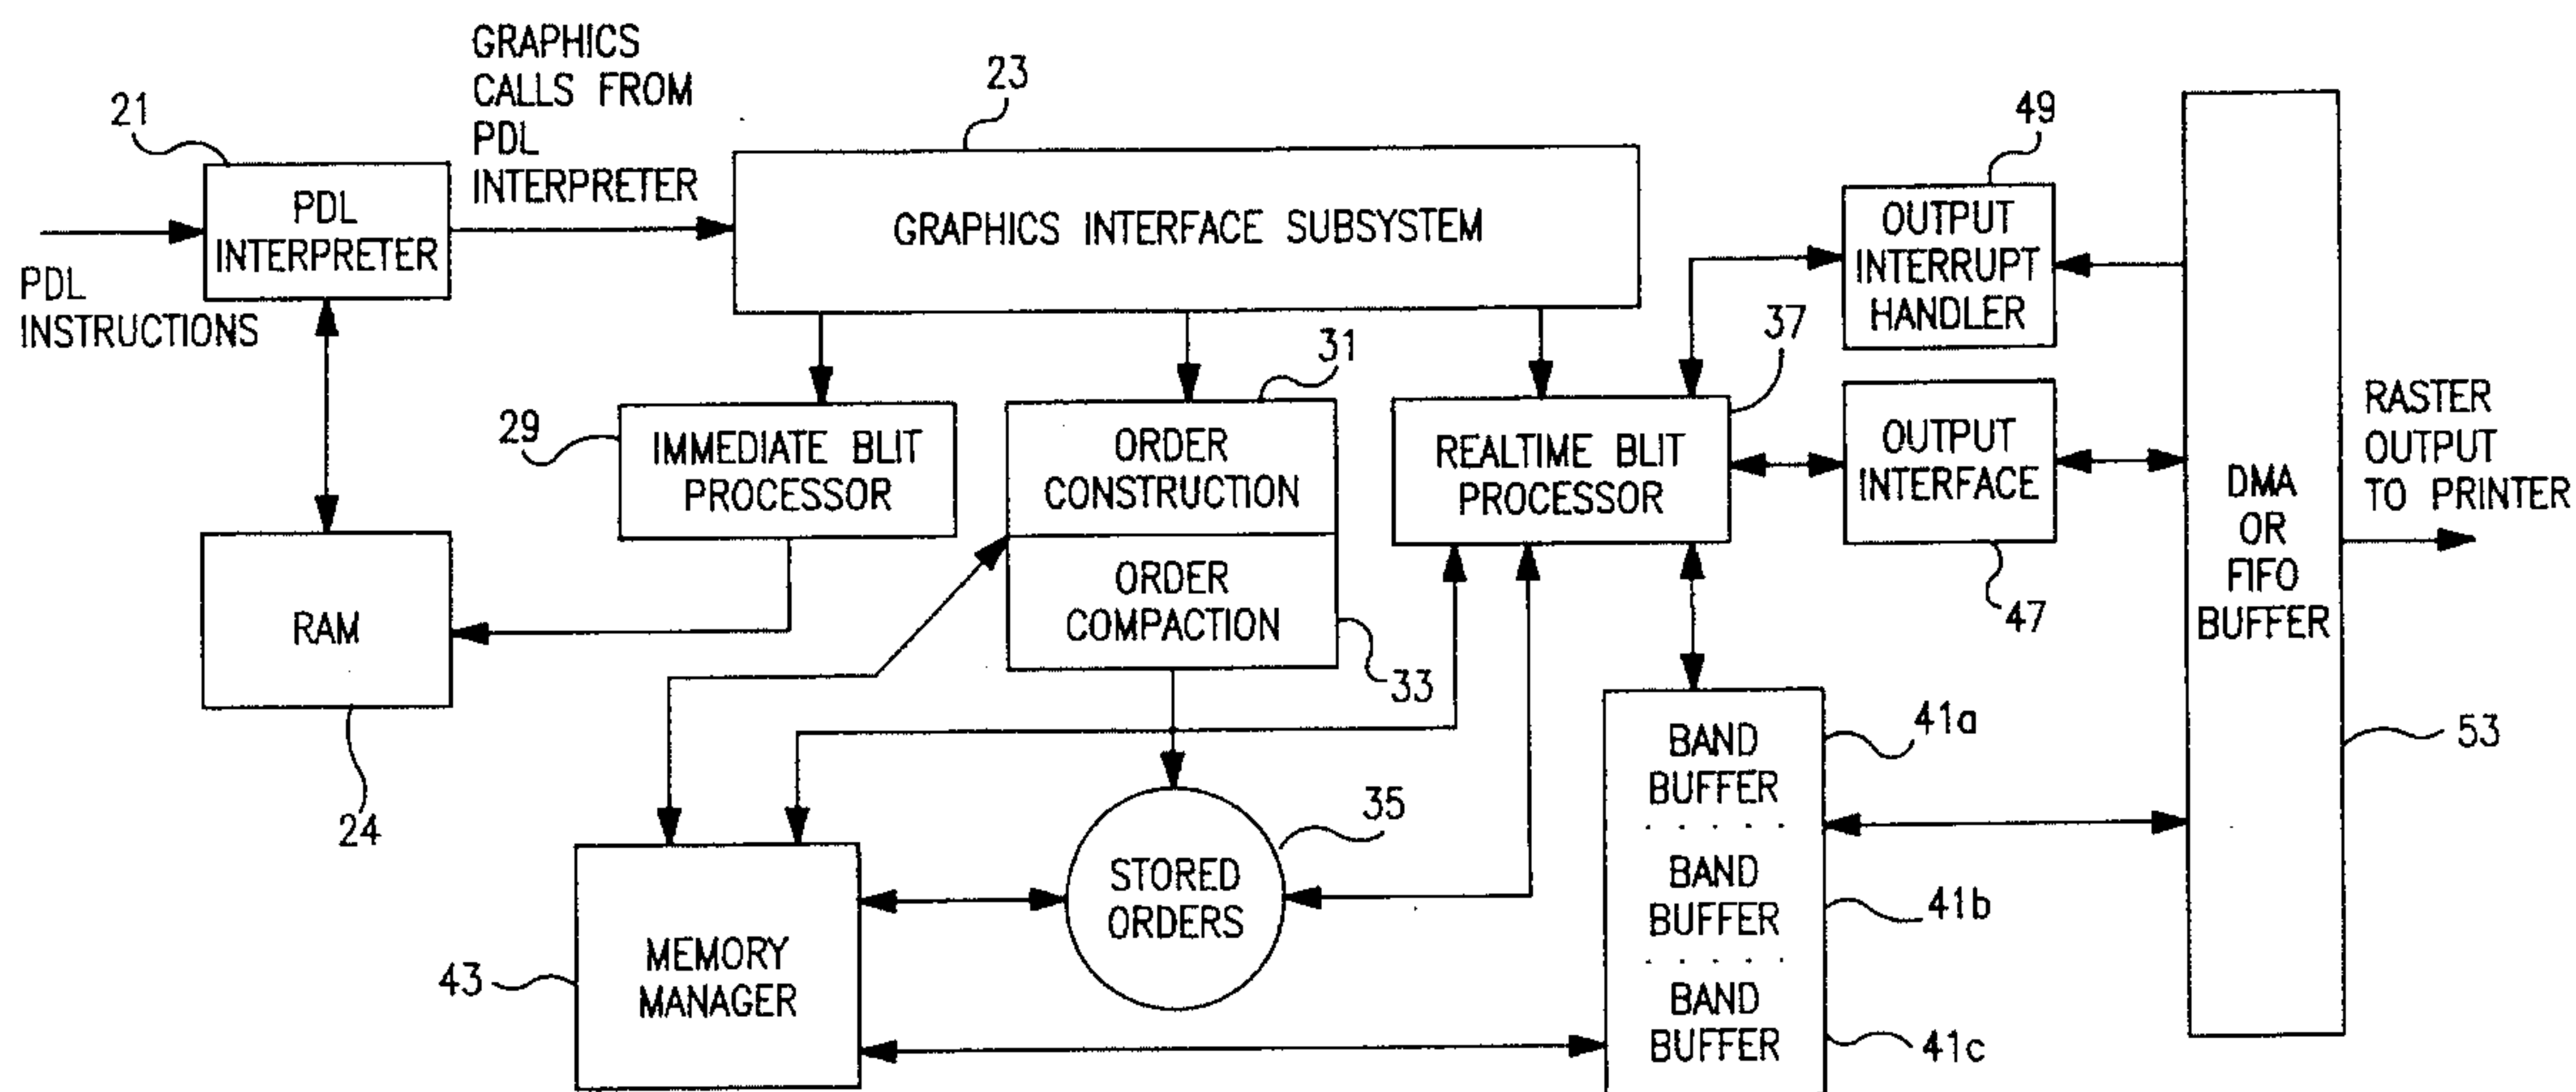 GRAPHICS
CALLS FROM
PDL
INTERPRETER
21
23
49
PDL
INTERPRETER
GRAPHICS INTERFACE SUBSYSTEM
OUTPUT
INTERRUPT
HANDLER
PDL
INSTRUCTIONS
31
37
29
IMMEDIATE BLIT
PROCESSOR
ORDER
CONSTRUCTION
REALTIME BLIT
PROCESSOR
OUTPUT
INTERFACE
47
DMA
OR
FIFO
BUFFER
RASTER
OUTPUT
TO PRINTER
RAM
24
ORDER
COMPACTION
33
35
STORED
ORDERS
BAND
BUFFER
41a
. . . . .
BAND
BUFFER
41b
. . . . .
BAND
BUFFER
41c
53
43
MEMORY
MANAGER